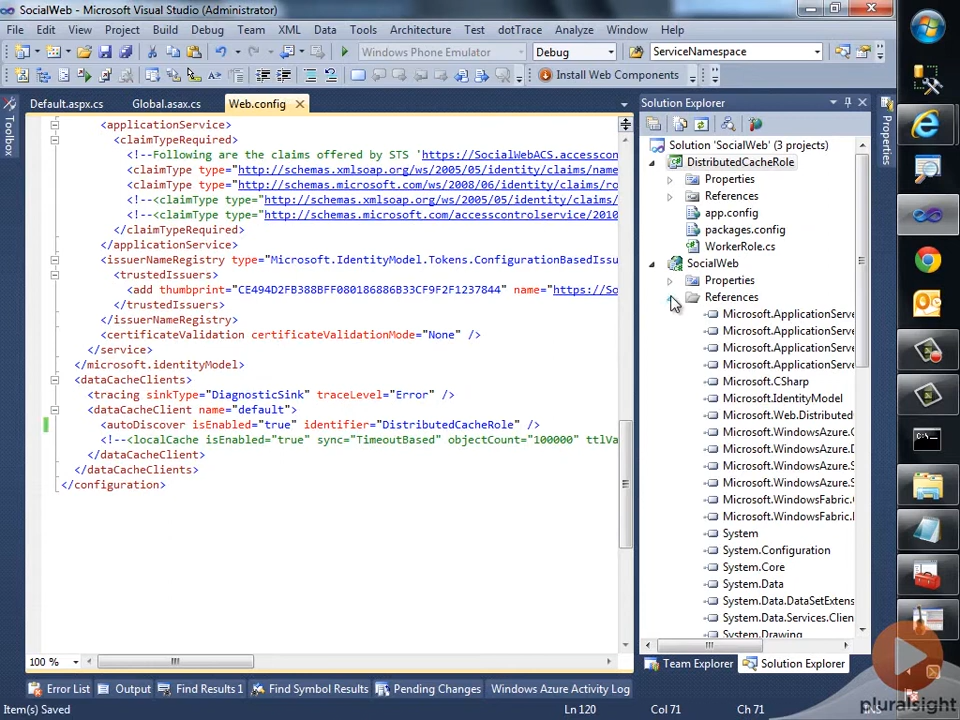 SocialWeb - Microsoft Visual Studio (Administrator)
File Edit View Project Build Debug Team XML Data Tools Architecture Test dotTrace Analyze Window Help
Windows Phone Emulator Debug ServiceNamespace
Install Web Components
Toolbox
Default.aspx.cs Global.asax.cs Web.config
<applicationService>
<claimTypeRequired>
<!--Following are the claims offered by STS 'https://SocialWebACS.accesscon
<claimType type="http://schemas.xmlsoap.org/ws/2005/05/identity/claims/name
<claimType type="http://schemas.microsoft.com/ws/2008/06/identity/claims/ro
<!--<claimType type="http://schemas.xmlsoap.org/ws/2005/05/identity/claims/
<!--<claimType type="http://schemas.microsoft.com/accesscontrolservice/2010
</claimTypeRequired>
</applicationService>
<issuerNameRegistry type="Microsoft.IdentityModel.Tokens.ConfigurationBasedIssu
<trustedIssuers>
<add thumbprint="CE494D2FB388BFF080186886B33CF9F2F1237844" name="https://So
</trustedIssuers>
</issuerNameRegistry>
<certificateValidation certificateValidationMode="None" />
</service>
</microsoft.identityModel>
<dataCacheClients>
<tracing sinkType="DiagnosticSink" traceLevel="Error" />
<dataCacheClient name="default">
<autoDiscover isEnabled="true" identifier="DistributedCacheRole" />
<!--<localCache isEnabled="true" sync="TimeoutBased" objectCount="100000" ttlVa
</dataCacheClient>
</dataCacheClients>
</configuration>
100 %
Solution Explorer
Solution 'SocialWeb' (3 projects)
DistributedCacheRole
Properties
References
app.config
packages.config
WorkerRole.cs
SocialWeb
Properties
References
Microsoft.ApplicationServe
Microsoft.ApplicationServe
Microsoft.ApplicationServe
Microsoft.ApplicationServe
Microsoft.CSharp
Microsoft.IdentityModel
Microsoft.Web.Distributed
Microsoft.WindowsAzure.C
Microsoft.WindowsAzure.D
Microsoft.WindowsAzure.S
Microsoft.WindowsAzure.S
Microsoft.WindowsFabric.C
Microsoft.WindowsFabric.D
System
System.Configuration
System.Core
System.Data
System.Data.DataSetExtens
System.Data.Services.Clien
System.Drawing
Team Explorer Solution Explorer
Properties
Error List Output Find Results 1 Find Symbol Results Pending Changes Windows Azure Activity Log
Item(s) Saved Ln 120 Col 71 Ch 71 INS
pluralsight